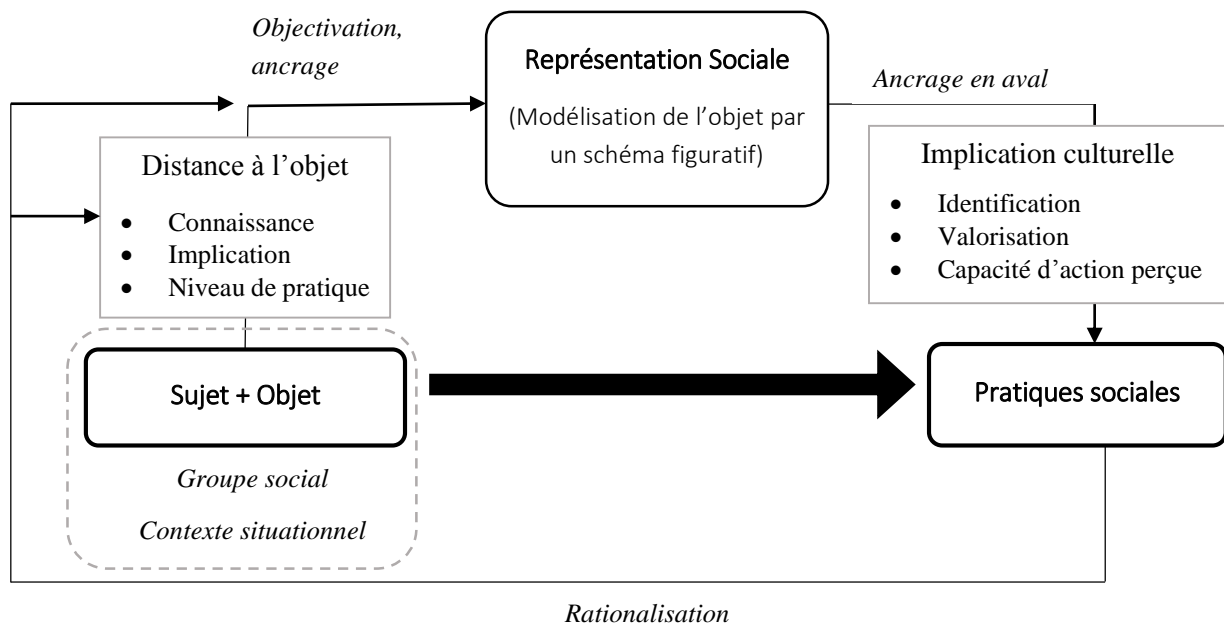 Objectivation,
ancrage
Représentation Sociale
(Modélisation de l'objet par
un schéma figuratif)
Ancrage en aval
Distance à l'objet
• Connaissance
• Implication
• Niveau de pratique
Implication culturelle
• Identification
• Valorisation
• Capacité d'action perçue
Sujet + Objet
Pratiques sociales
Groupe social
Contexte situationnel
Rationalisation